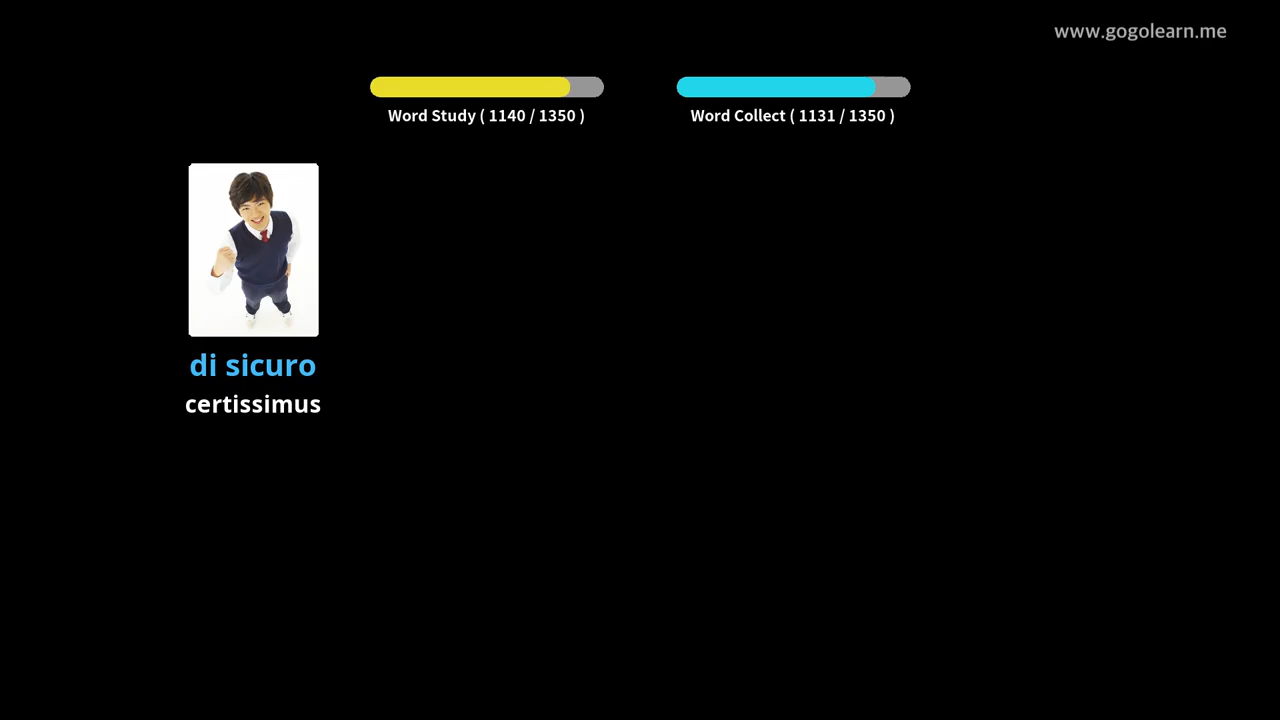 www.gogolearn.me
Word Study ( 1140 / 1350 )
Word Collect ( 1131 / 1350 )
di sicuro
certissimus